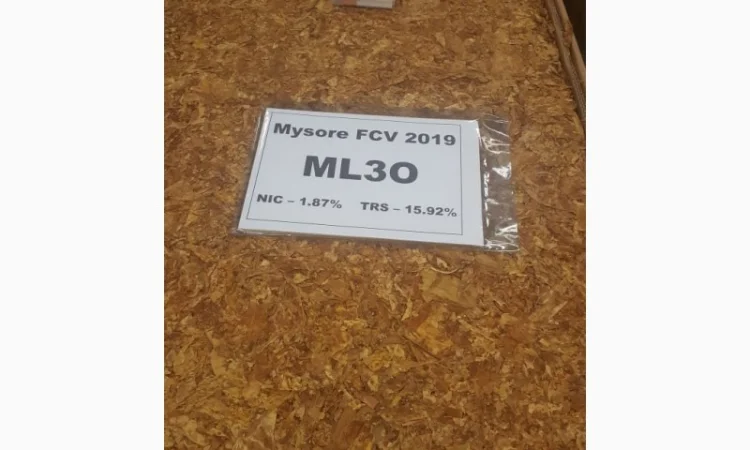 Mysore FCV 2019
ML3O
NIC – 1.87% TRS – 15.92%